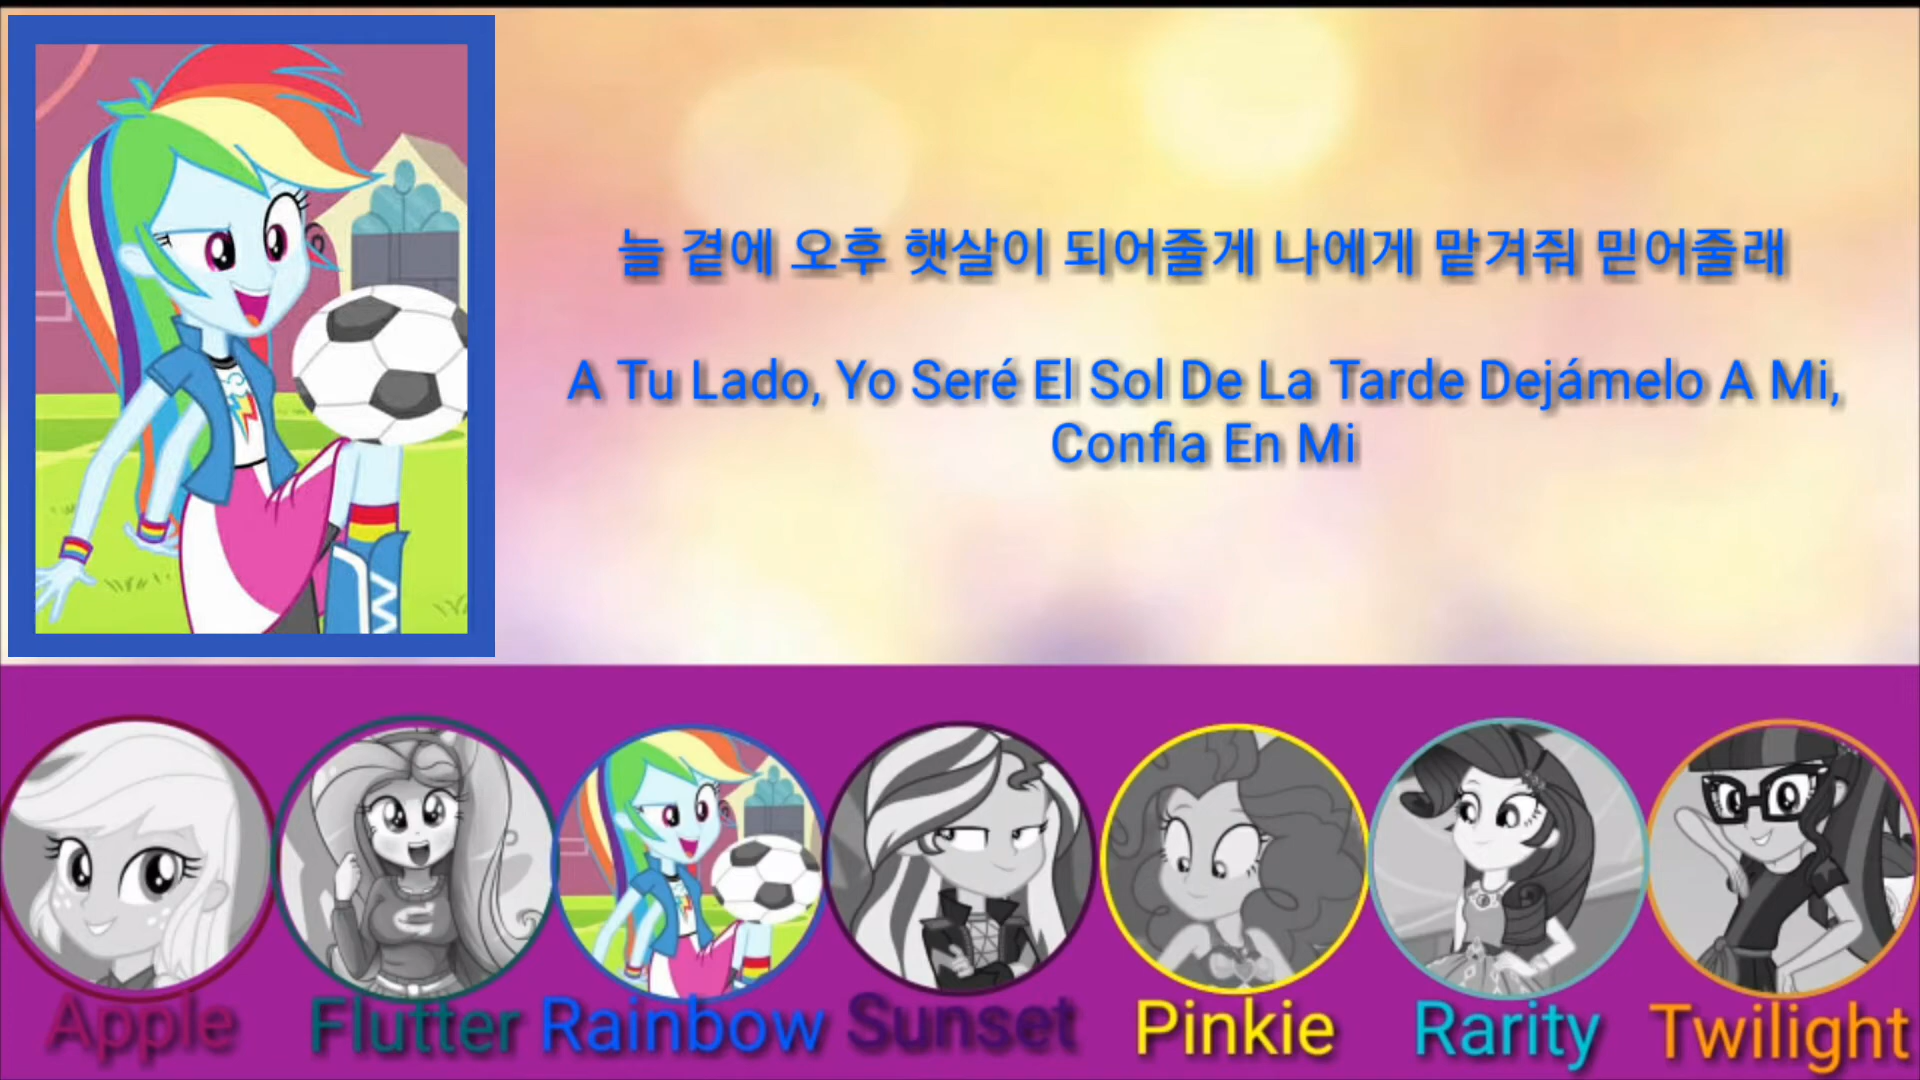 늘 곁에 오후 햇살이 되어줄게 나에게 맡겨줘 믿어줄래
A Tu Lado, Yo Seré El Sol De La Tarde Dejámelo A Mi,
Confia En Mi
Apple Flutter Rainbow Sunset Pinkie Rarity Twilight